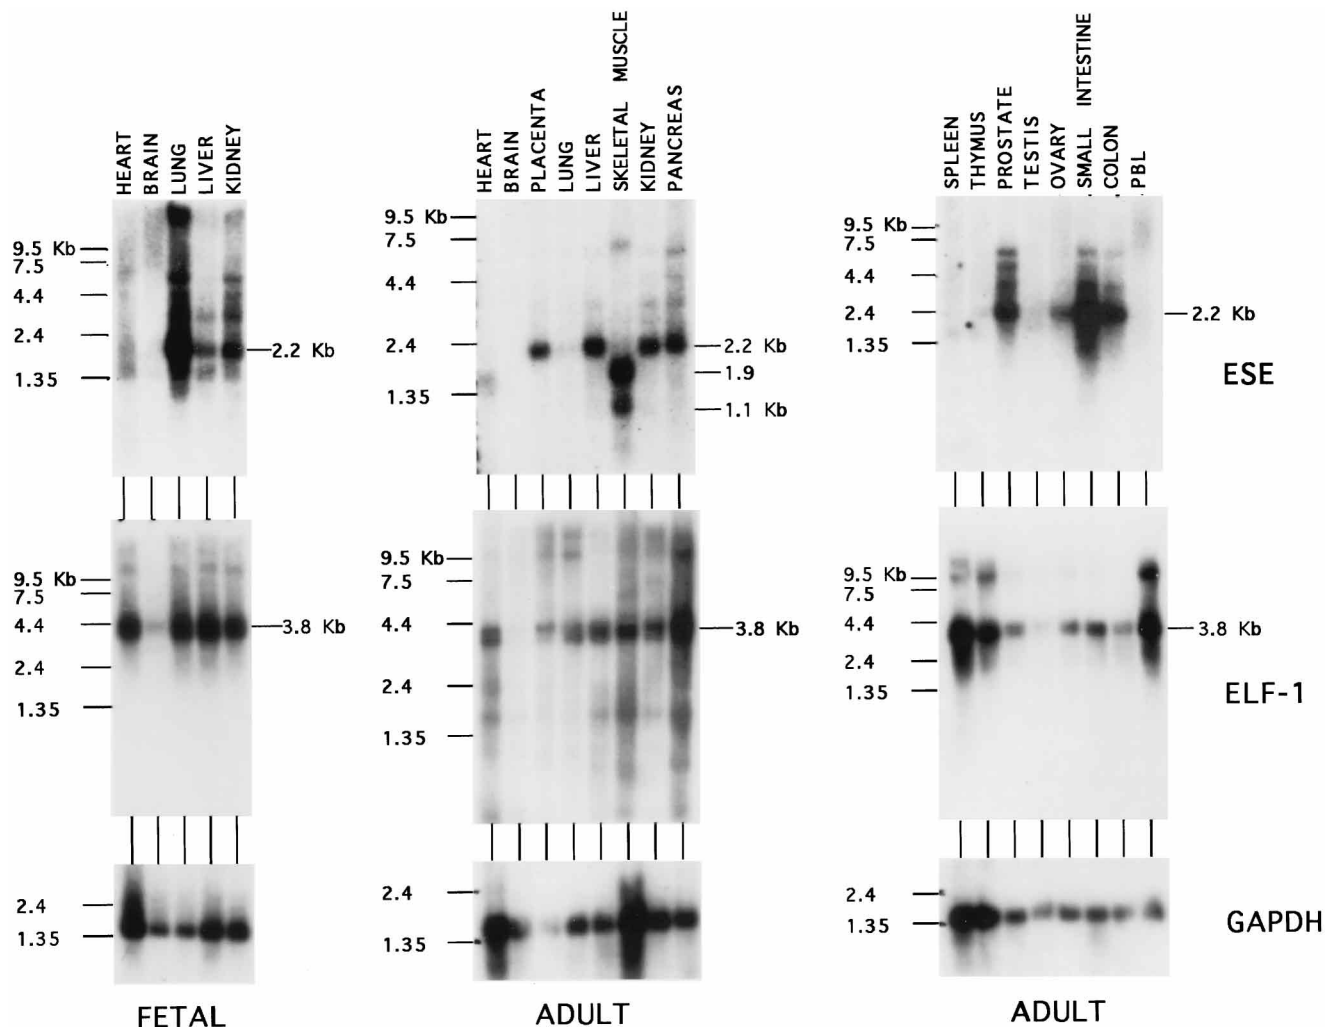 HEART
BRAIN
LUNG
LIVER
KIDNEY
9.5 Kb
7.5
4.4
2.4
1.35
2.2 Kb
HEART
BRAIN
PLACENTA
LUNG
LIVER
SKELETAL MUSCLE
KIDNEY
PANCREAS
9.5 Kb
7.5
4.4
2.4
1.35
2.2 Kb
1.9
1.1 Kb
SPLEEN
THYMUS
PROSTATE
TESTIS
OVARY
SMALL INTESTINE
COLON
PBL
9.5 Kb
7.5
4.4
2.4
1.35
2.2 Kb
ESE
9.5 Kb
7.5
4.4
2.4
1.35
3.8 Kb
9.5 Kb
7.5
4.4
2.4
1.35
3.8 Kb
9.5 Kb
7.5
4.4
2.4
1.35
3.8 Kb
ELF-1
2.4
1.35
2.4
1.35
2.4
1.35
GAPDH
FETAL
ADULT
ADULT